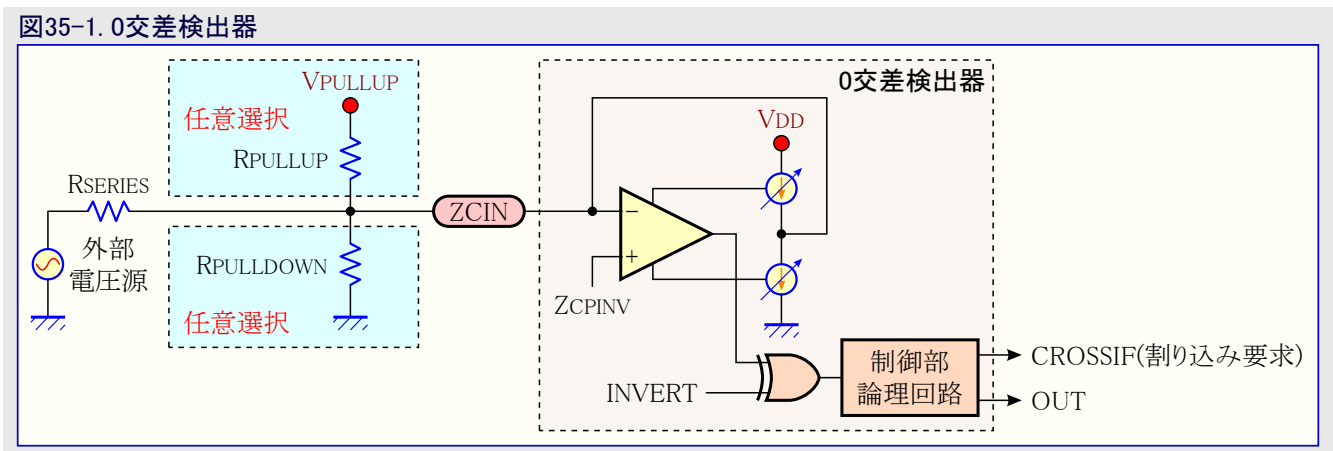 図35-1. 0交差検出器
VPULLUP
任意選択
RPULLUP
RSERIES
外部
電圧源
RPULLDOWN
任意選択
ZCIN
0交差検出器
VDD
−
+
ZCPINV
INVERT
制御部
論理回路
CROSSIF(割り込み要求)
OUT